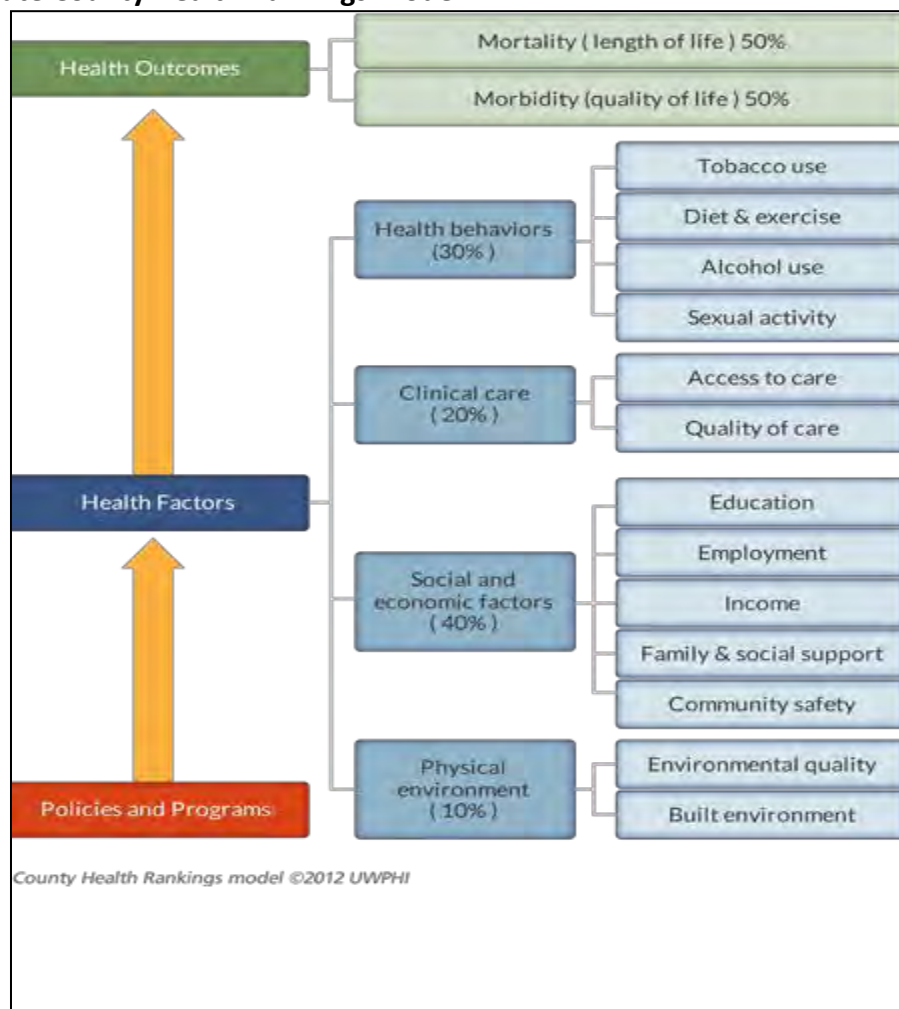 County Health Rankings
Health Outcomes
Mortality ( length of life ) 50%
Morbidity (quality of life ) 50%
Health behaviors
(30% )
Tobacco use
Diet & exercise
Alcohol use
Sexual activity
Clinical care
( 20%)
Access to care
Quality of care
Health Factors
Social and
economic factors
( 40%)
Education
Employment
Income
Family & social support
Community safety
Policies and Programs
Physical
environment
( 10%)
Environmental quality
Built environment
County Health Rankings model ©2012 UWPHI